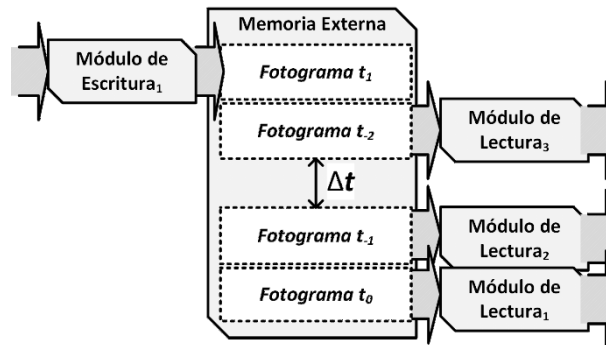 Memoria Externa
Módulo de
Escritura₁
Fotograma t₁
Fotograma t₋₂
Módulo de
Lectura₃
Δt
Fotograma t₋₁
Módulo de
Lectura₂
Fotograma t₀
Módulo de
Lectura₁